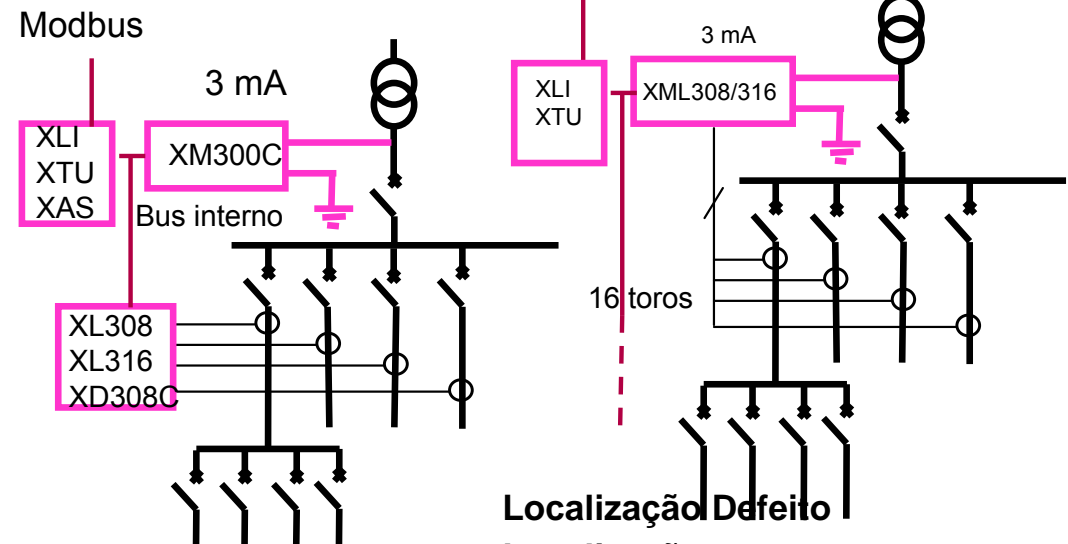 Modbus
3 mA
XLI
XTU
XAS
XM300C
Bus interno
XL308
XL316
XD308C
3 mA
XLI
XTU
XML308/316
16 toros
Localização Defeito